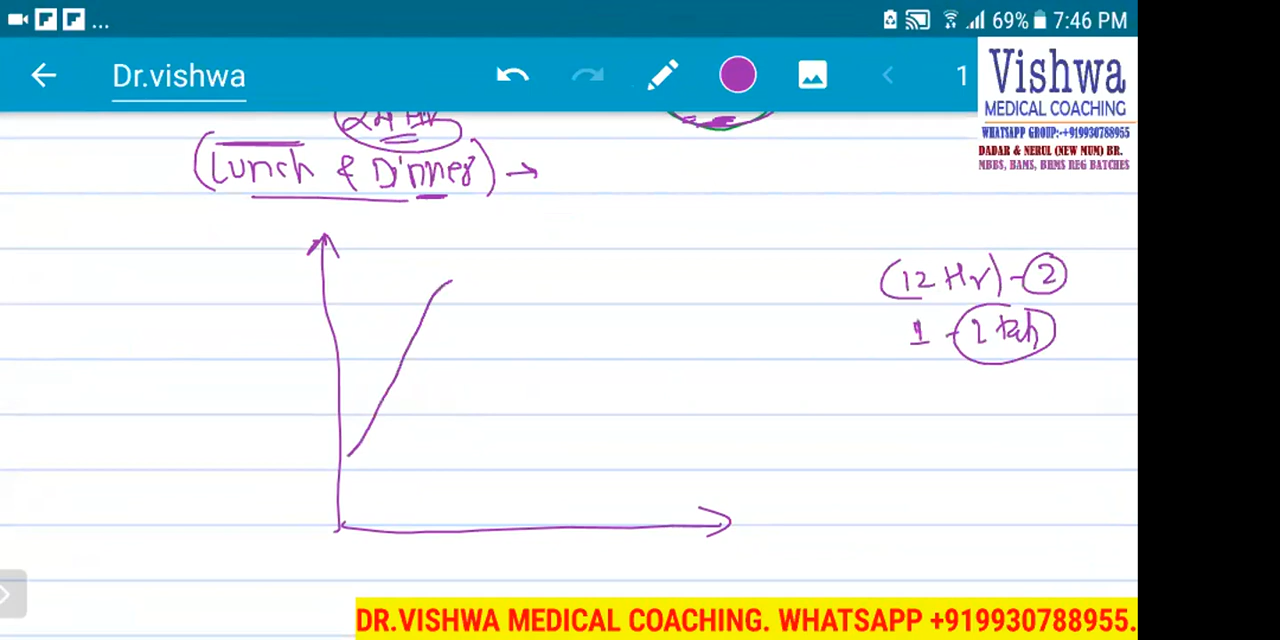 ... 69% 7:46 PM
Dr.vishwa 1
Vishwa
MEDICAL COACHING
WHATSAPP GROUP:-+919930788955
DADAR & NERUL (NEW MUM) BR.
MBBS, BAMS, BHMS REG BATCHES
24 Hr
(Lunch & Dinner) →
(12 Hr) - 2
1 -
DR.VISHWA MEDICAL COACHING. WHATSAPP +919930788955.